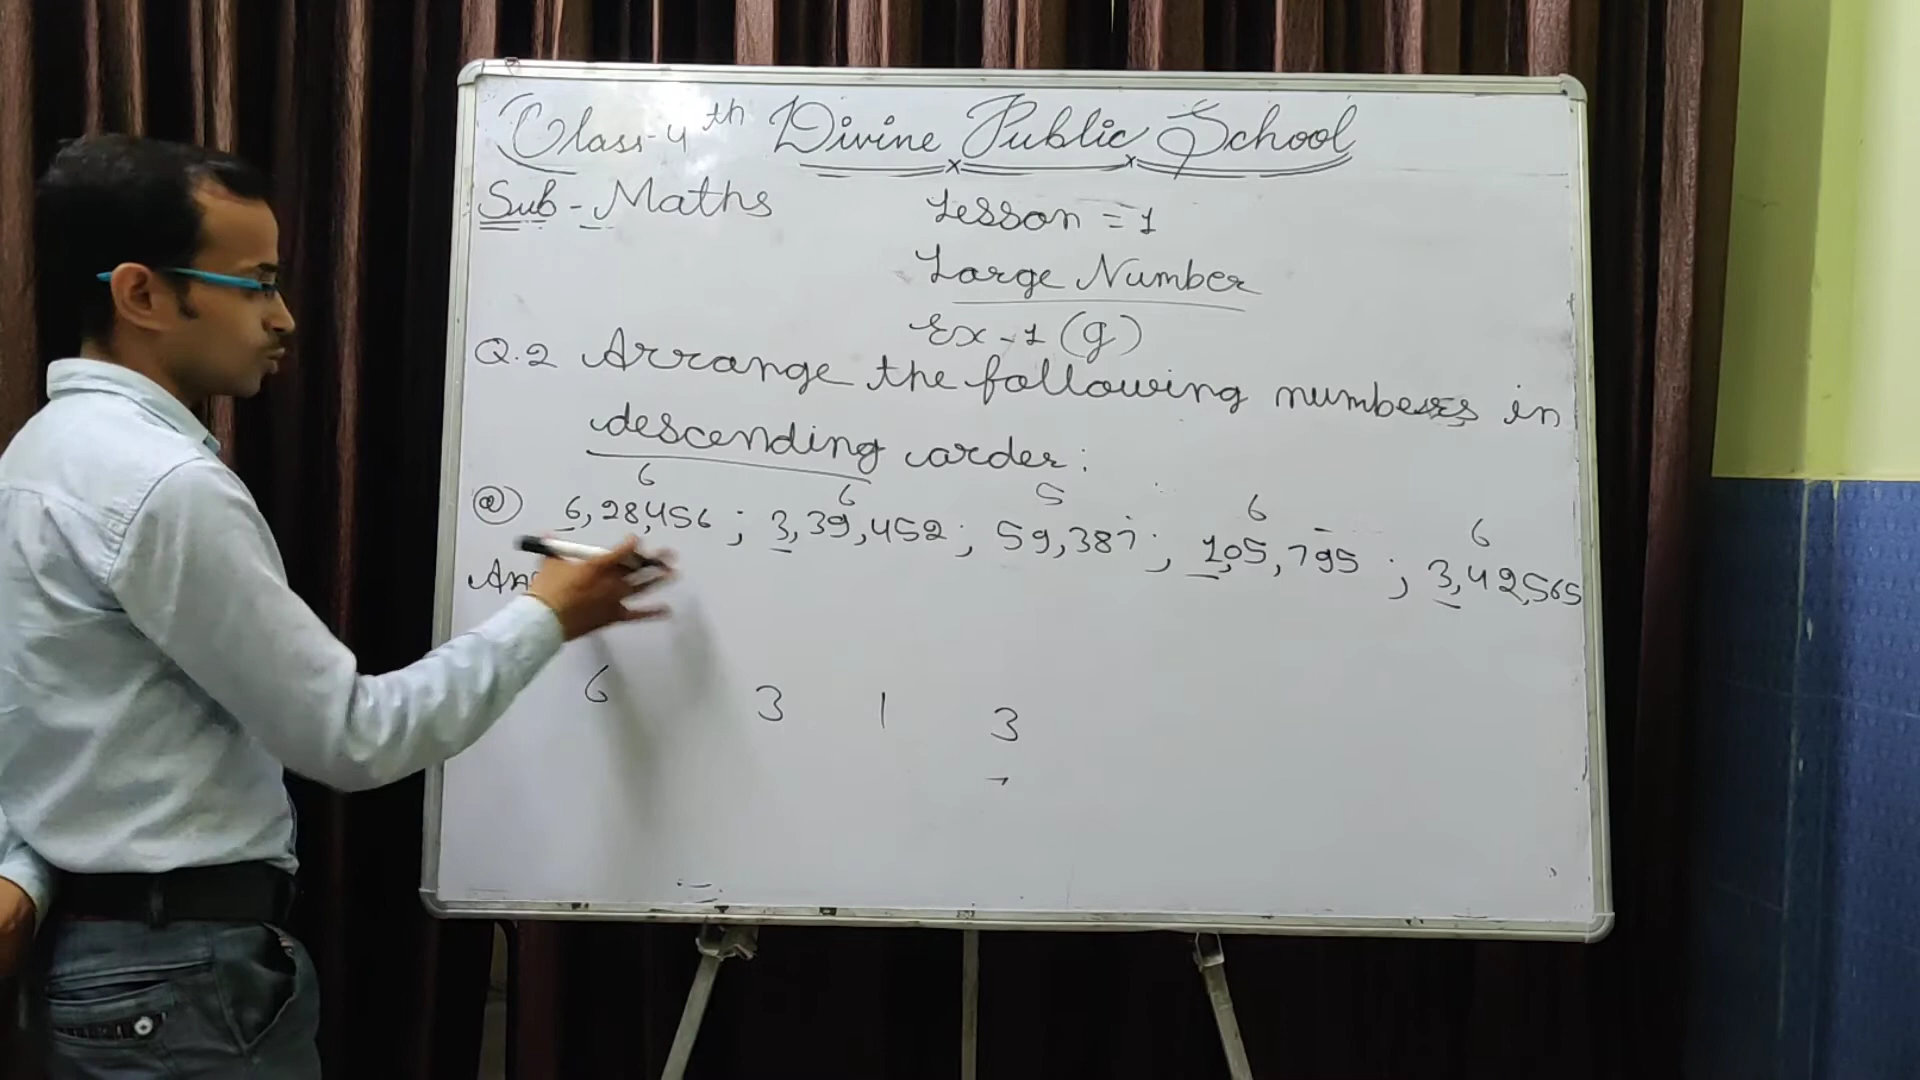 Class-4th Divine Public School
Sub - Maths
Lesson = 1
Large Number
Ex-1 (g)
Q.2 Arrange the following numbers in
descending order:
6 6 5 6 6
(a) 6,28,456 ; 3,39,452 ; 59,387 ; 1,05,795 ; 3,42,565
Ans
6 3 1 3